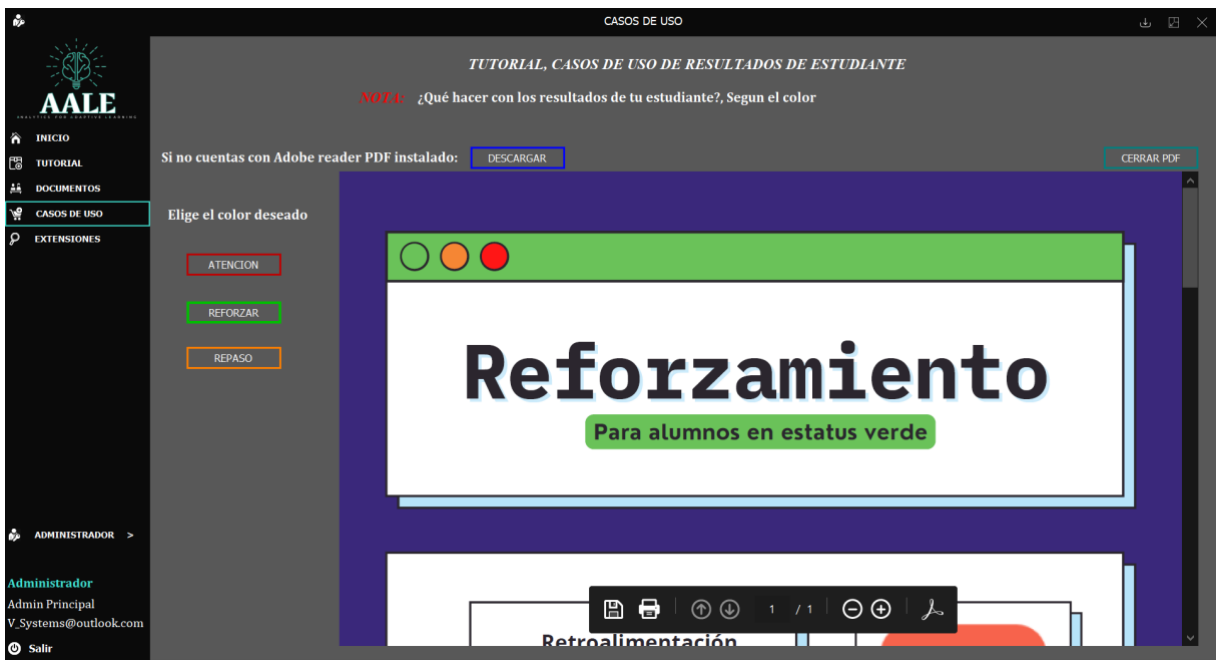 CASOS DE USO
AALE
ANALYTICS FOR ADAPTIVE LEARNING
INICIO
TUTORIAL
DOCUMENTOS
CASOS DE USO
EXTENSIONES
ADMINISTRADOR >
Administrador
Admin Principal
V_Systems@outlook.com
Salir
TUTORIAL, CASOS DE USO DE RESULTADOS DE ESTUDIANTE
NOTA: ¿Qué hacer con los resultados de tu estudiante?, Segun el color
Si no cuentas con Adobe reader PDF instalado: DESCARGAR
CERRAR PDF
Elige el color deseado
ATENCION
REFORZAR
REPASO
Reforzamiento
Para alumnos en estatus verde
1 / 1
Retroalimentación